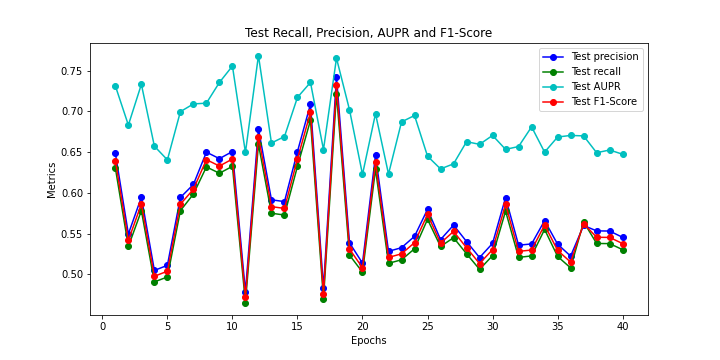 Test Recall, Precision, AUPR and F1-Score
Test precision
Test recall
Test AUPR
Test F1-Score
Metrics
0.75
0.70
0.65
0.60
0.55
0.50
0 5 10 15 20 25 30 35 40
Epochs